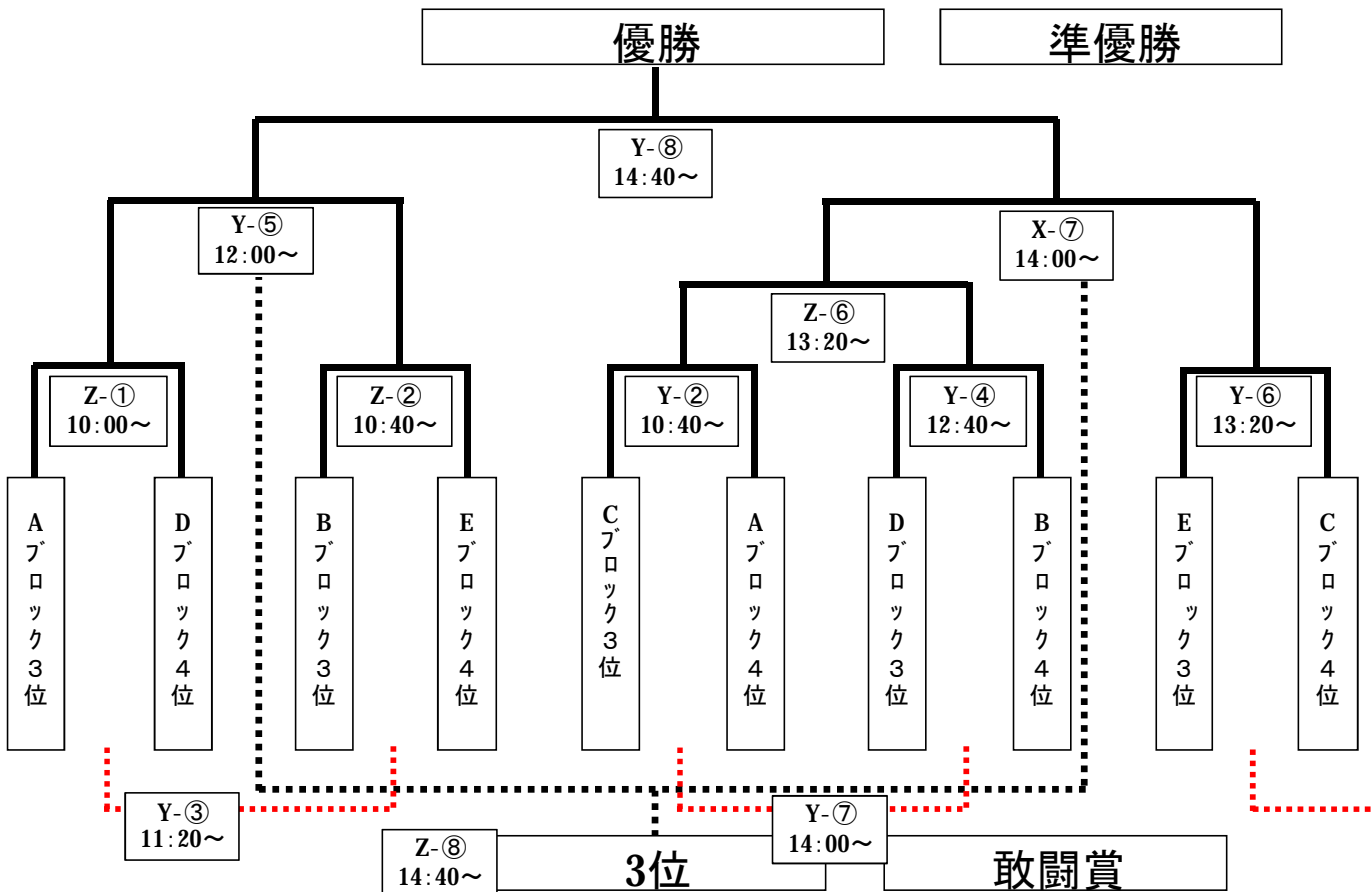 優勝
準優勝
Y-⑧
14:40～
Y-⑤
12:00～
X-⑦
14:00～
Z-⑥
13:20～
Z-①
10:00～
Z-②
10:40～
Y-②
10:40～
Y-④
12:40～
Y-⑥
13:20～
Aブロック3位
Dブロック4位
Bブロック3位
Eブロック4位
Cブロック3位
Aブロック4位
Dブロック3位
Bブロック4位
Eブロック3位
Cブロック4位
Y-③
11:20～
Y-⑦
14:00～
Z-⑧
14:40～
3位
敢闘賞